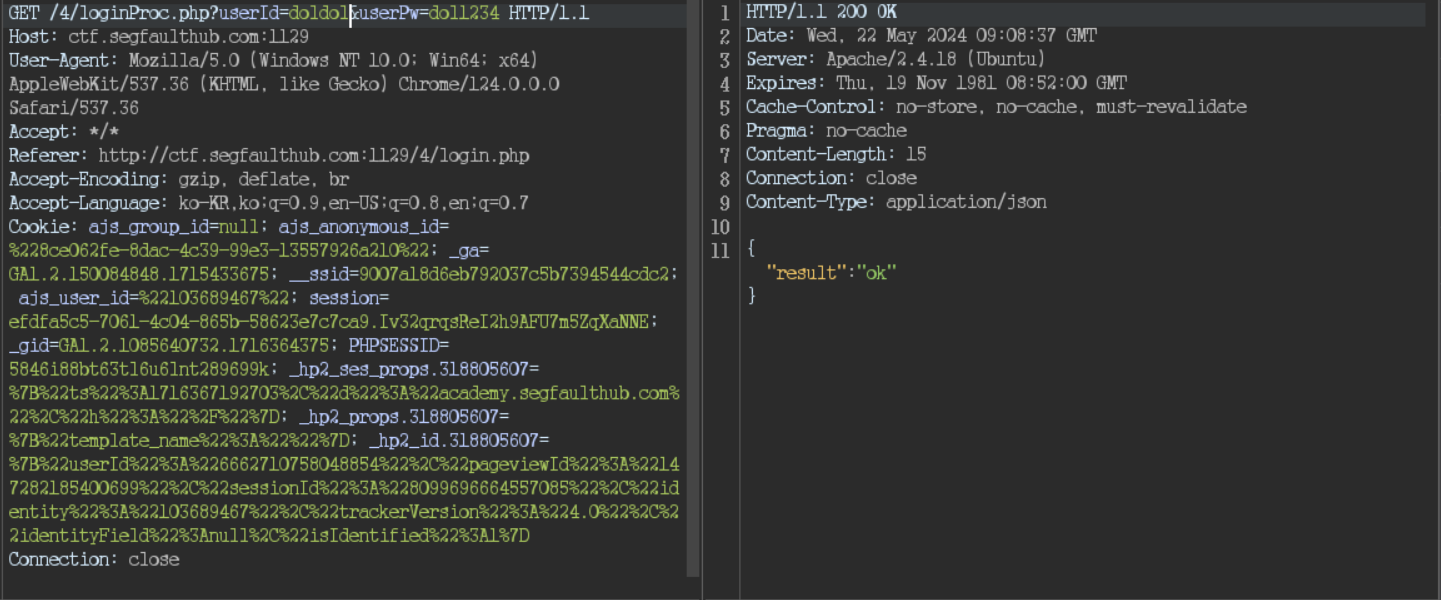 GET /4/loginProc.php?userId=doldol&userPw=dol1234 HTTP/1.1
Host: ctf.segfaulthub.com:1129
User-Agent: Mozilla/5.0 (Windows NT 10.0; Win64; x64)
AppleWebKit/537.36 (KHTML, like Gecko) Chrome/124.0.0.0
Safari/537.36
Accept: */*
Referer: http://ctf.segfaulthub.com:1129/4/login.php
Accept-Encoding: gzip, deflate, br
Accept-Language: ko-KR,ko;q=0.9,en-US;q=0.8,en;q=0.7
Cookie: ajs_group_id=null; ajs_anonymous_id=
%228ce062fe-8dac-4c39-99e3-13557926a210%22; _ga=
GA1.2.150084848.1715433675; __ssid=9007a18d6eb792037c5b7394544cdc2;
ajs_user_id=%22103689467%22; session=
efdfa5c5-7061-4c04-865b-58623e7c7ca9.Iv32qrqsReI2h9AFU7m5ZqXaNNE;
_gid=GA1.2.1085640732.1716364375; PHPSESSID=
5846i88bt63t16u61nt289699k; _hp2_ses_props.318805607=
%7B%22ts%22%3A1716367192703%2C%22d%22%3A%22academy.segfaulthub.com%
22%2C%22h%22%3A%22%2F%22%7D; _hp2_props.318805607=
%7B%22template_name%22%3A%22%22%7D; _hp2_id.318805607=
%7B%22userId%22%3A%226662710758048854%22%2C%22pageviewId%22%3A%2214
7282185400699%22%2C%22sessionId%22%3A%228099696664557085%22%2C%22id
entity%22%3A%22103689467%22%2C%22trackerVersion%22%3A%224.0%22%2C%2
2identityField%22%3Anull%2C%22isIdentified%22%3A1%7D
Connection: close
1 HTTP/1.1 200 OK
2 Date: Wed, 22 May 2024 09:08:37 GMT
3 Server: Apache/2.4.18 (Ubuntu)
4 Expires: Thu, 19 Nov 1981 08:52:00 GMT
5 Cache-Control: no-store, no-cache, must-revalidate
6 Pragma: no-cache
7 Content-Length: 15
8 Connection: close
9 Content-Type: application/json
10
11 {
"result":"ok"
}